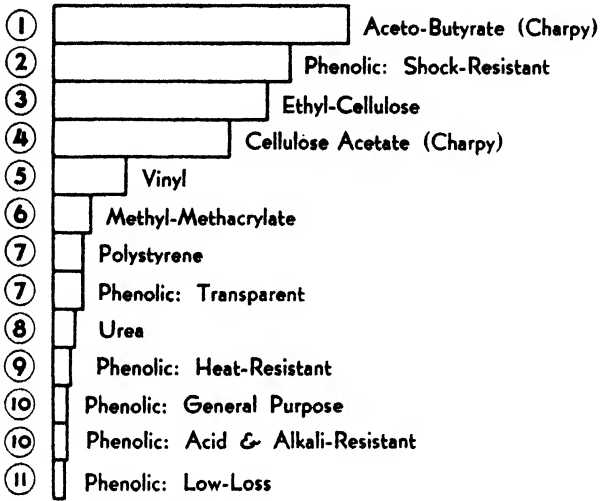 1 Aceto-Butyrate (Charpy)
2 Phenolic: Shock-Resistant
3 Ethyl-Cellulose
4 Cellulose Acetate (Charpy)
5 Vinyl
6 Methyl-Methacrylate
7 Polystyrene
7 Phenolic: Transparent
8 Urea
9 Phenolic: Heat-Resistant
10 Phenolic: General Purpose
10 Phenolic: Acid & Alkali-Resistant
11 Phenolic: Low-Loss